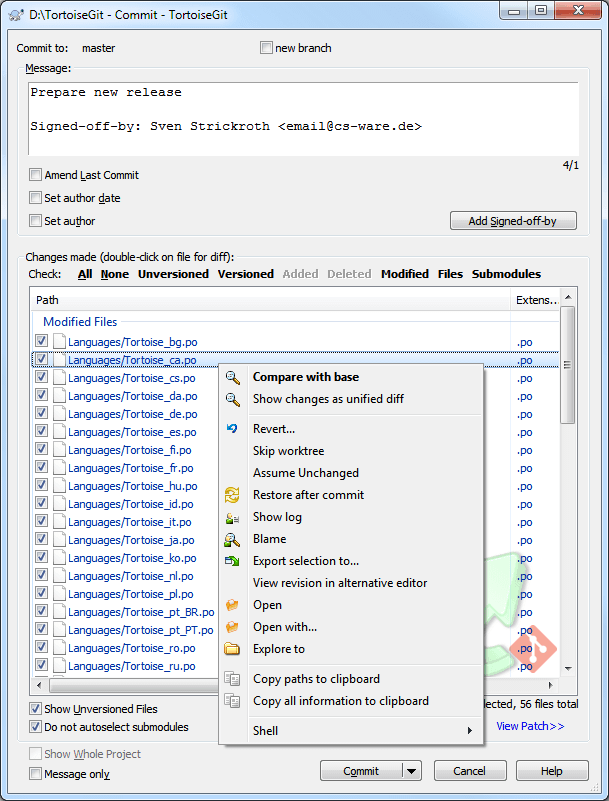 D:\TortoiseGit - Commit - TortoiseGit
Commit to: master new branch
Message:
Prepare new release
Signed-off-by: Sven Strickroth <email@cs-ware.de>
4/1
Amend Last Commit
Set author date
Set author
Add Signed-off-by
Changes made (double-click on file for diff):
Check: All None Unversioned Versioned Added Deleted Modified Files Submodules
Path Extens...
Modified Files
Languages/Tortoise_bg.po .po
Languages/Tortoise_ca.po .po
Languages/Tortoise_cs.po .po
Languages/Tortoise_da.po .po
Languages/Tortoise_de.po .po
Languages/Tortoise_es.po .po
Languages/Tortoise_fi.po .po
Languages/Tortoise_fr.po .po
Languages/Tortoise_hu.po .po
Languages/Tortoise_id.po .po
Languages/Tortoise_it.po .po
Languages/Tortoise_ja.po .po
Languages/Tortoise_ko.po .po
Languages/Tortoise_nl.po .po
Languages/Tortoise_pl.po .po
Languages/Tortoise_pt_BR.po .po
Languages/Tortoise_pt_PT.po .po
Languages/Tortoise_ro.po .po
Languages/Tortoise_ru.po .po
Compare with base
Show changes as unified diff
Revert...
Skip worktree
Assume Unchanged
Restore after commit
Show log
Blame
Export selection to...
View revision in alternative editor
Open
Open with...
Explore to
Copy paths to clipboard
Copy all information to clipboard
Shell
Show Unversioned Files
56 files total
Do not autoselect submodules
View Patch>>
Show Whole Project
Message only
Commit Cancel Help